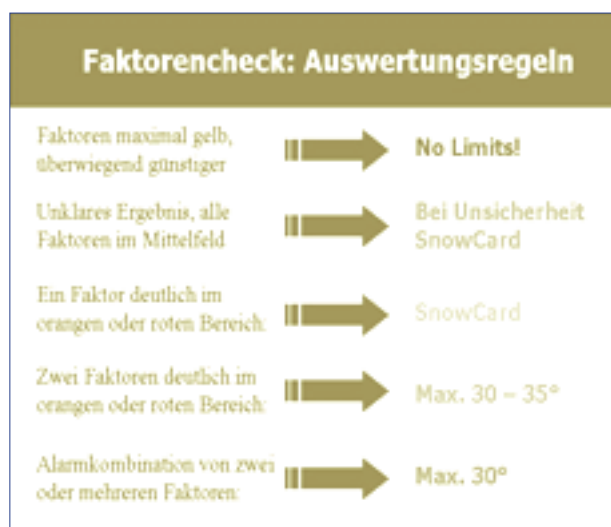 Faktorencheck: Auswertungsregeln
Faktoren maximal gelb,
überwiegend günstiger
No Limits!
Unklares Ergebnis, alle
Faktoren im Mittelfeld
Bei Unsicherheit
SnowCard
Ein Faktor deutlich im
orangen oder roten Bereich:
SnowCard
Zwei Faktoren deutlich im
orangen oder roten Bereich:
Max. 30 – 35°
Alarmkombination von zwei
oder mehreren Faktoren:
Max. 30°